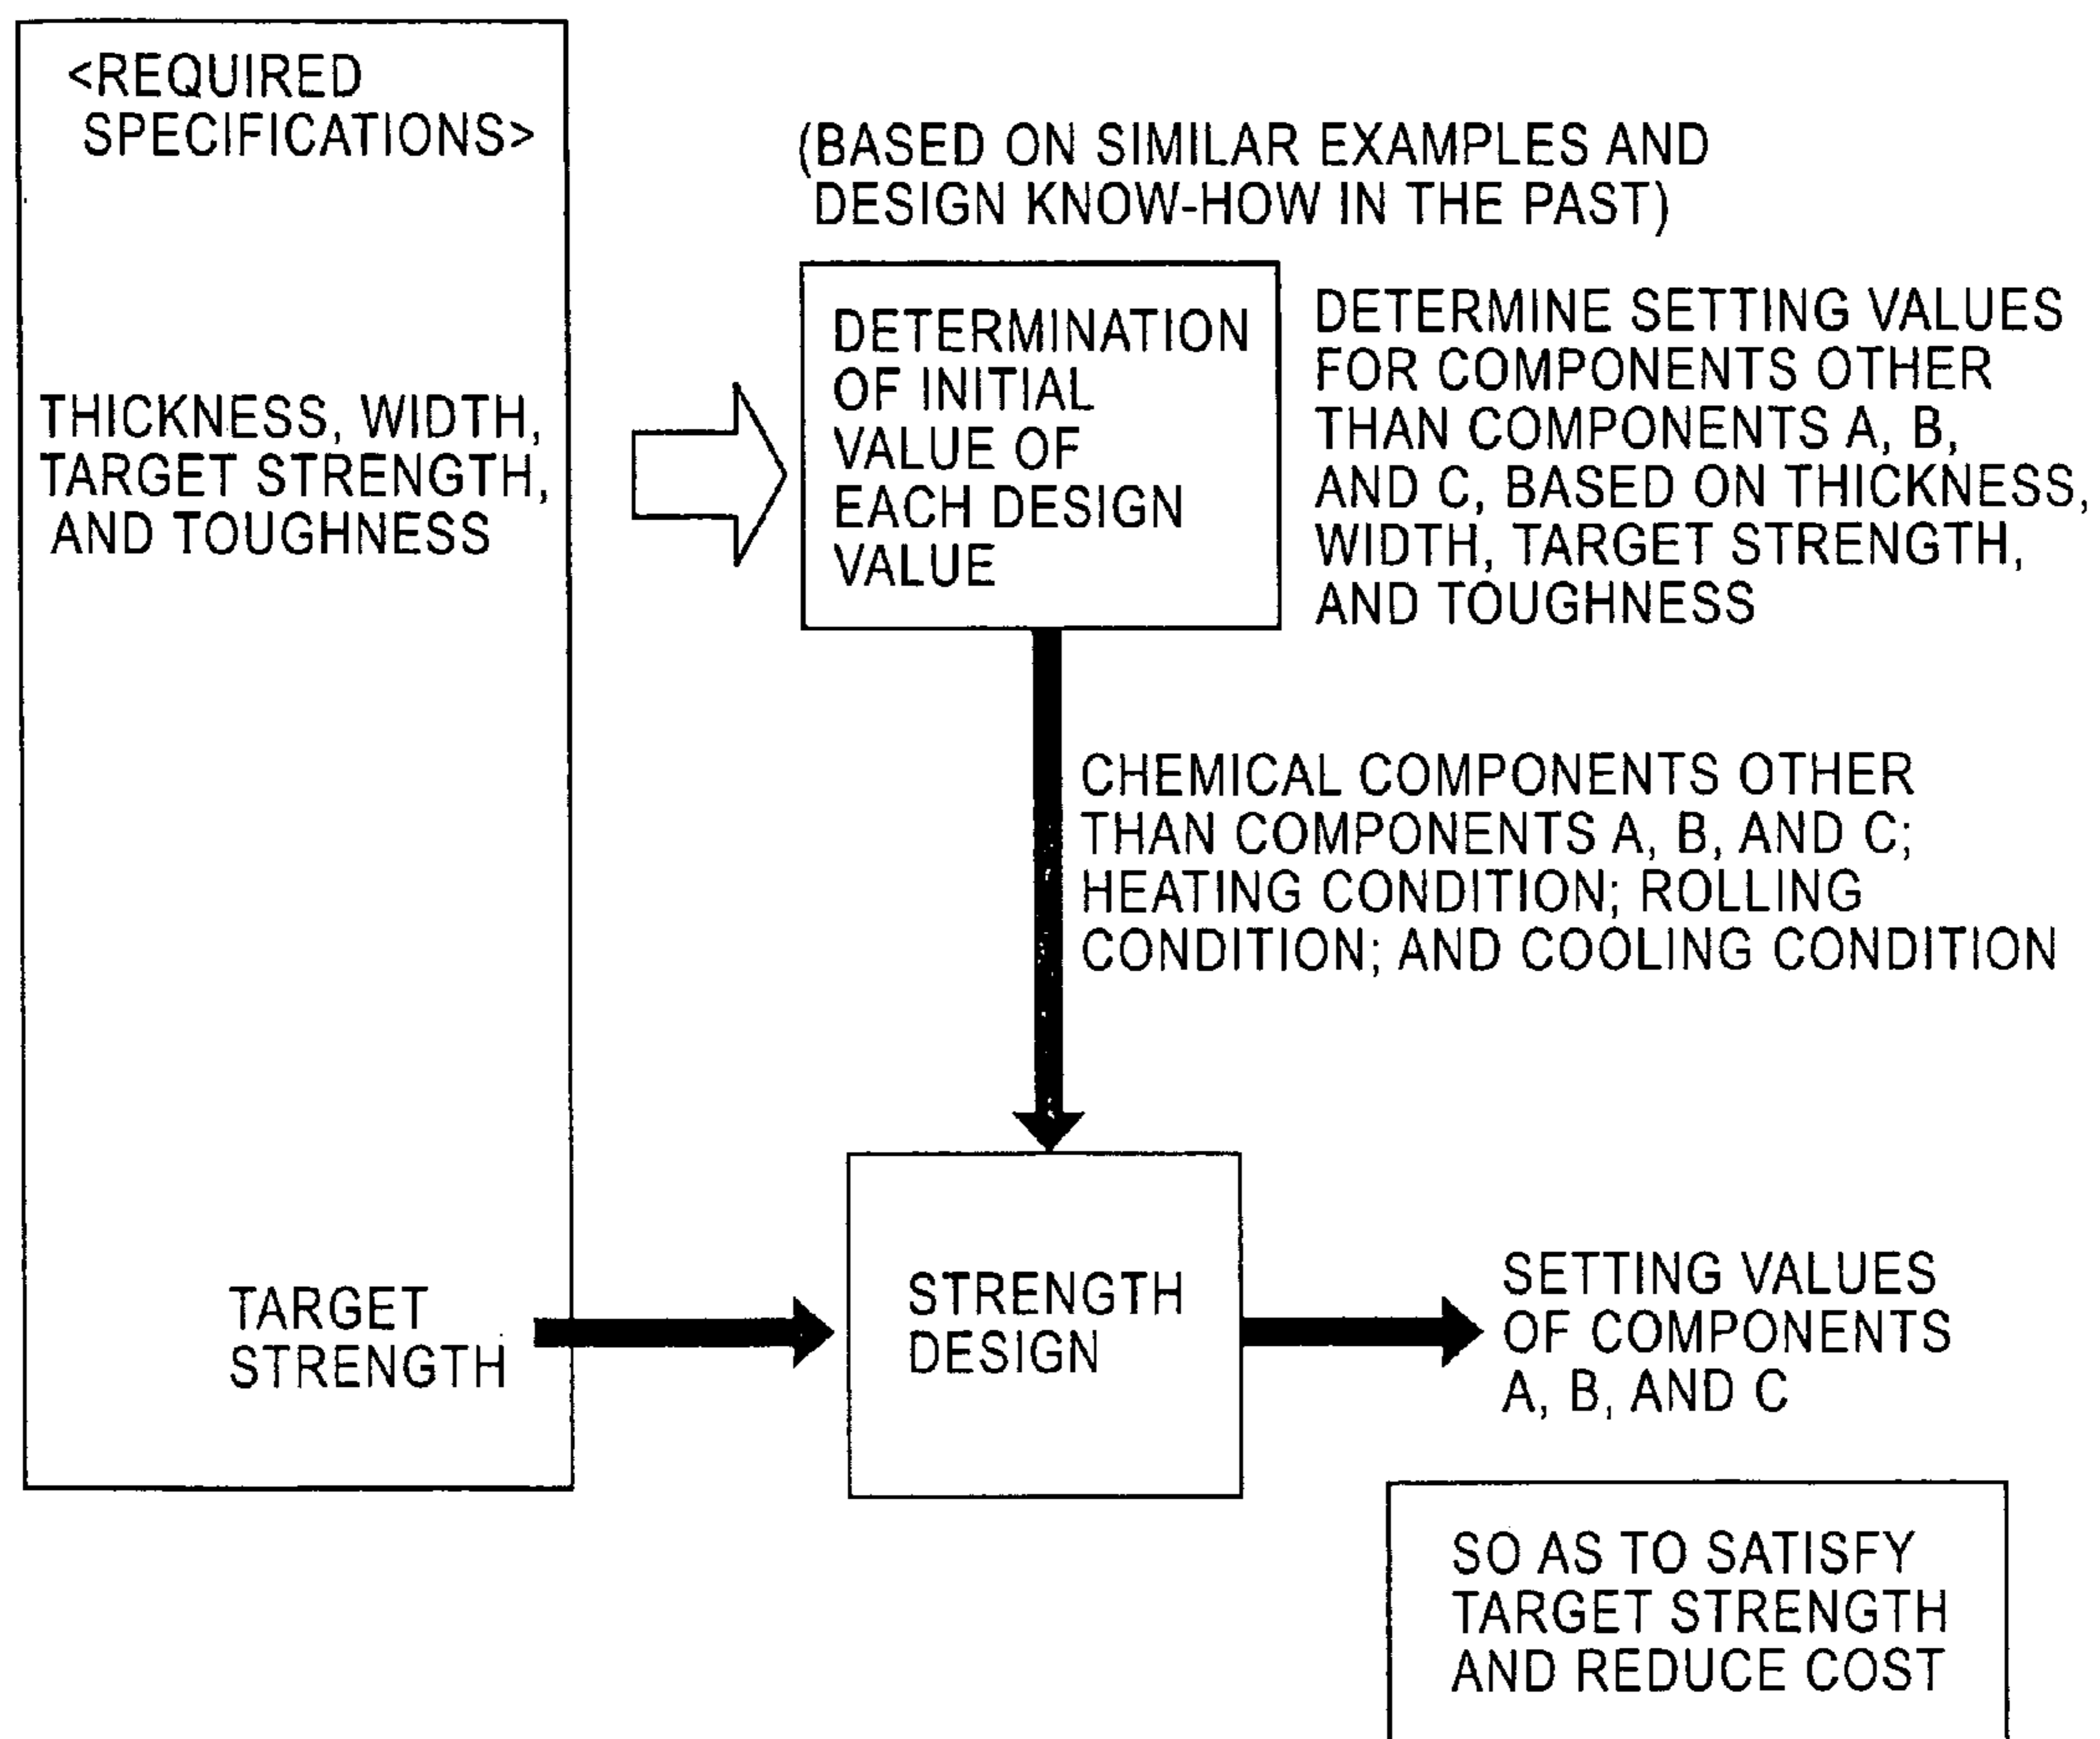 <REQUIRED
SPECIFICATIONS>
THICKNESS, WIDTH,
TARGET STRENGTH,
AND TOUGHNESS
TARGET
STRENGTH
(BASED ON SIMILAR EXAMPLES AND
DESIGN KNOW-HOW IN THE PAST)
DETERMINATION
OF INITIAL
VALUE OF
EACH DESIGN
VALUE
DETERMINE SETTING VALUES
FOR COMPONENTS OTHER
THAN COMPONENTS A, B,
AND C, BASED ON THICKNESS,
WIDTH, TARGET STRENGTH,
AND TOUGHNESS
CHEMICAL COMPONENTS OTHER
THAN COMPONENTS A, B, AND C;
HEATING CONDITION; ROLLING
CONDITION; AND COOLING CONDITION
STRENGTH
DESIGN
SETTING VALUES
OF COMPONENTS
A, B, AND C
SO AS TO SATISFY
TARGET STRENGTH
AND REDUCE COST